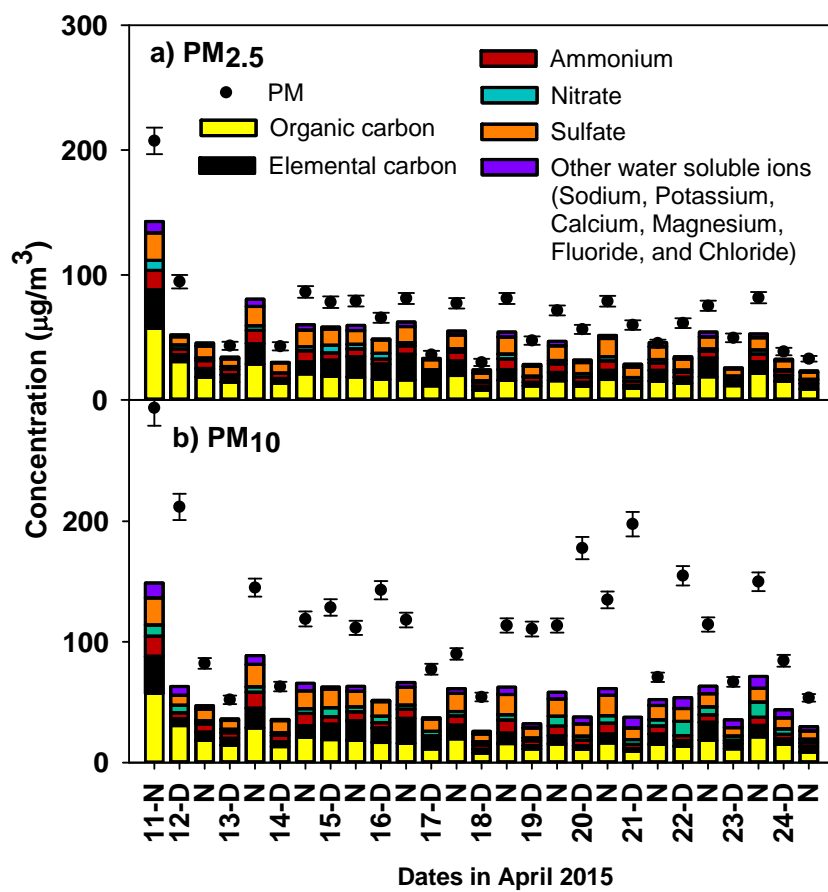 300
a) PM2.5
PM
Organic carbon
Elemental carbon
Ammonium
Nitrate
Sulfate
Other water soluble ions
(Sodium, Potassium,
Calcium, Magnesium,
Fluoride, and Chloride)
200
100
0
b) PM10
200
100
0
Concentration (µg/m³)
11-N
12-D
N
13-D
N
14-D
N
15-D
N
16-D
N
17-D
N
18-D
N
19-D
N
20-D
N
21-D
N
22-D
N
23-D
N
24-D
N
Dates in April 2015